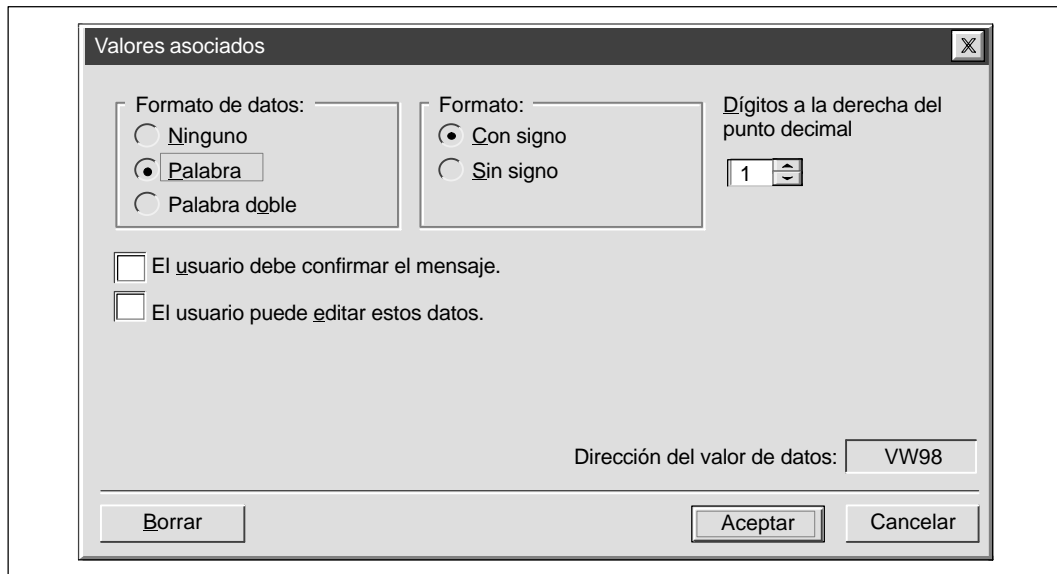 Valores asociados
Formato de datos:
Ninguno
Palabra
Palabra doble
Formato:
Con signo
Sin signo
Dígitos a la derecha del
punto decimal
1
El usuario debe confirmar el mensaje.
El usuario puede editar estos datos.
Dirección del valor de datos: VW98
Borrar
Aceptar
Cancelar